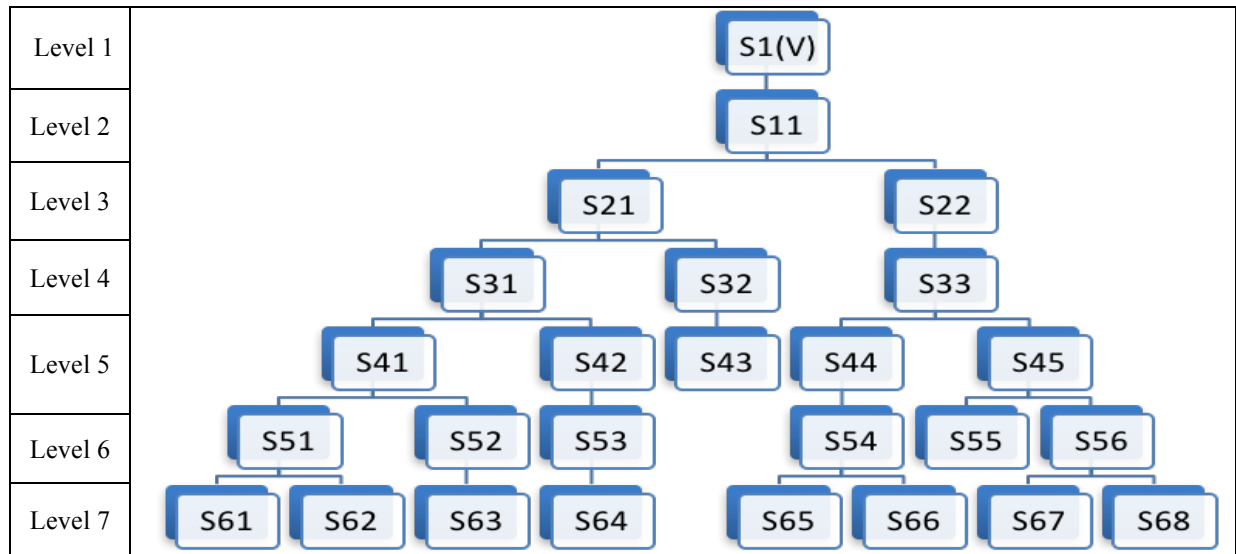 Level 1 S1(V)
Level 2 S11
Level 3 S21 S22
Level 4 S31 S32 S33
Level 5 S41 S42 S43 S44 S45
Level 6 S51 S52 S53 S54 S55 S56
Level 7 S61 S62 S63 S64 S65 S66 S67 S68